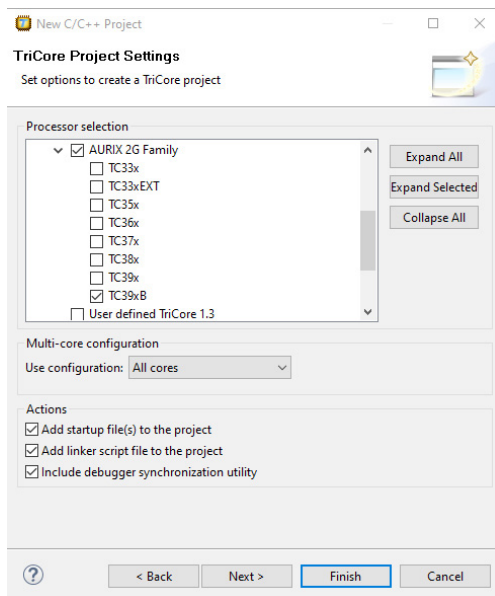 New C/C++ Project
TriCore Project Settings
Set options to create a TriCore project
Processor selection
AURIX 2G Family
TC33x
TC33xEXT
TC35x
TC36x
TC37x
TC38x
TC39x
TC39xB
User defined TriCore 1.3
Expand All
Expand Selected
Collapse All
Multi-core configuration
Use configuration: All cores
Actions
Add startup file(s) to the project
Add linker script file to the project
Include debugger synchronization utility
? < Back Next > Finish Cancel